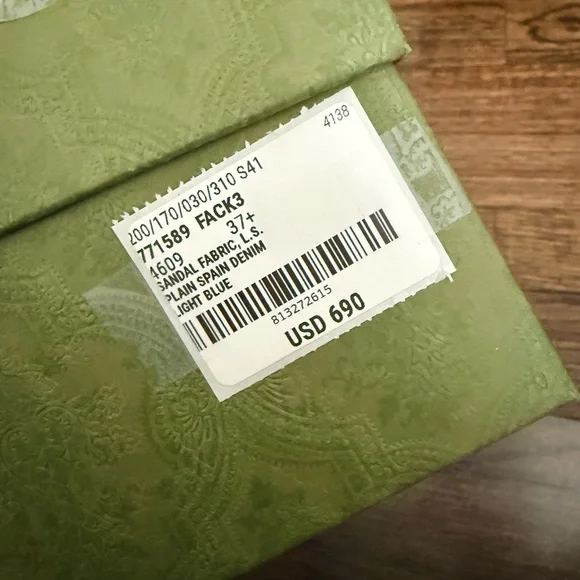 4138
200/170/030/310 S41
771589 FACK3
4609 37+
SANDAL FABRIC, L.S.
PLAIN SPAIN DENIM
LIGHT BLUE
813272615
USD 690